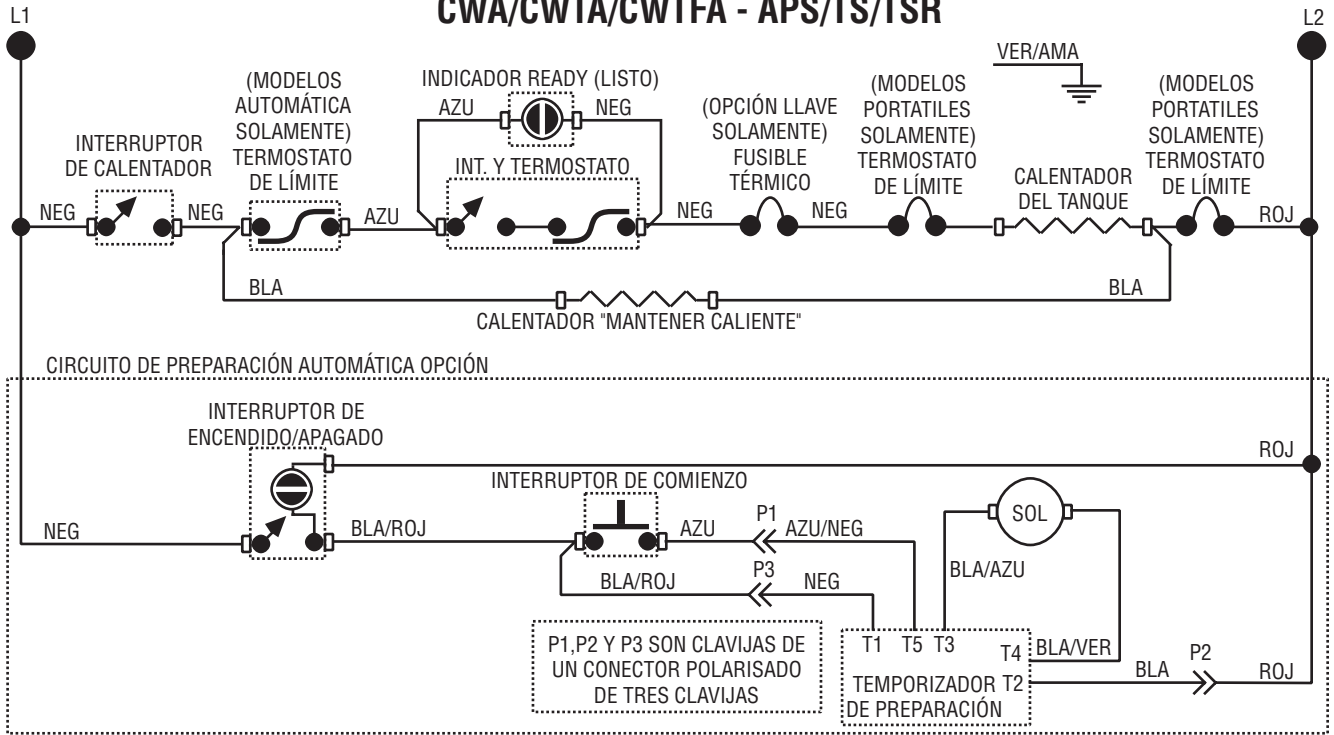 CWA/CWTA/CWTFA - APS/TS/TSR
L1
L2
VER/AMA
(MODELOS
AUTOMÁTICA
SOLAMENTE)
TERMOSTATO
DE LÍMITE
INDICADOR READY (LISTO)
AZU
NEG
(OPCIÓN LLAVE
SOLAMENTE)
FUSIBLE
TÉRMICO
(MODELOS
PORTATILES
SOLAMENTE)
TERMOSTATO
DE LÍMITE
(MODELOS
PORTATILES
SOLAMENTE)
TERMOSTATO
DE LÍMITE
INTERRUPTOR
DE CALENTADOR
INT. Y TERMOSTATO
CALENTADOR
DEL TANQUE
NEG
NEG
AZU
NEG
NEG
ROJ
BLA
BLA
CALENTADOR "MANTENER CALIENTE"
CIRCUITO DE PREPARACIÓN AUTOMÁTICA OPCIÓN
INTERRUPTOR DE
ENCENDIDO/APAGADO
ROJ
INTERRUPTOR DE COMIENZO
SOL
NEG
BLA/ROJ
AZU
P1
AZU/NEG
BLA/AZU
BLA/ROJ
P3
NEG
P1,P2 Y P3 SON CLAVIJAS DE
UN CONECTOR POLARISADO
DE TRES CLAVIJAS
T1
T5
T3
T4
BLA/VER
TEMPORIZADOR
DE PREPARACIÓN
T2
BLA
P2
ROJ